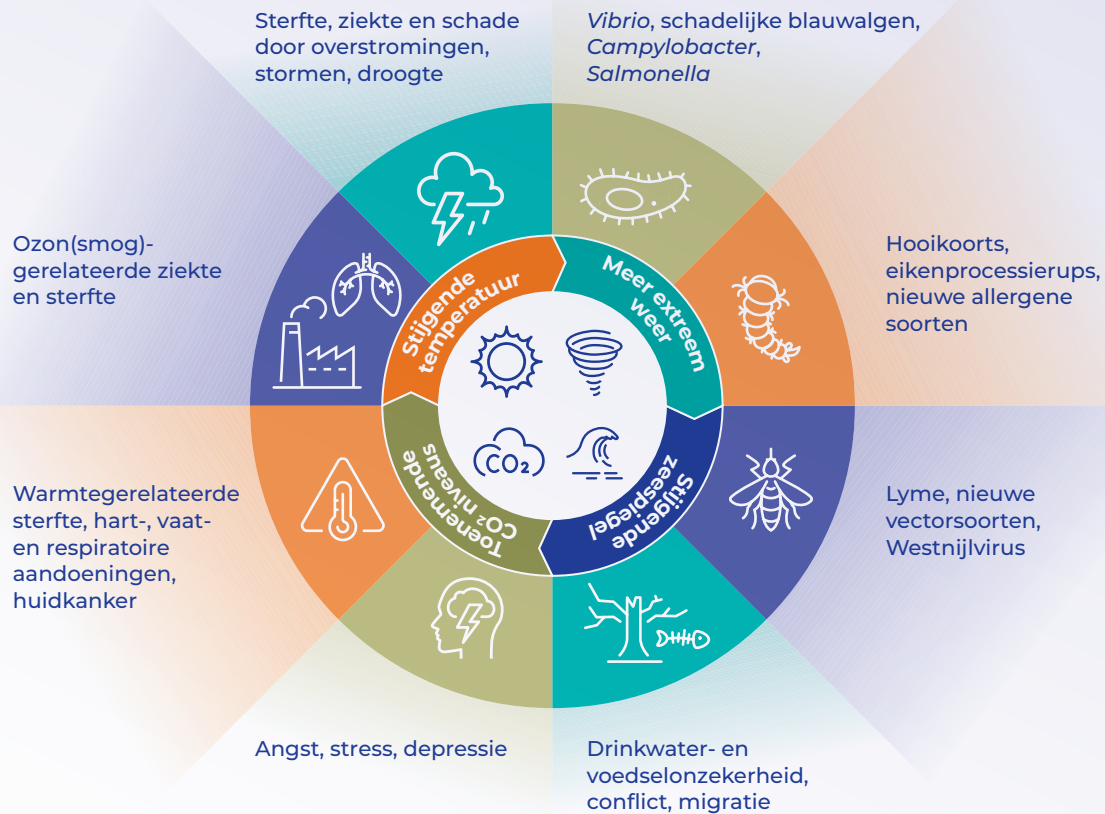 Sterfte, ziekte en schade
door overstromingen,
stormen, droogte
Vibrio, schadelijke blauwalgen,
Campylobacter,
Salmonella
Ozon(smog)-
gerelateerde ziekte
en sterfte
Hooikoorts,
eikenprocessierups,
nieuwe allergene
soorten
Stijgende
temperatuur
Meer extreem
weer
CO₂
Toenemende
CO² niveaus
Stijgende
zeespiegel
Warmtegerelateerde
sterfte, hart-, vaat-
en respiratoire
aandoeningen,
huidkanker
Lyme, nieuwe
vectorsoorten,
Westnijlvirus
Angst, stress, depressie
Drinkwater- en
voedselonzekerheid,
conflict, migratie